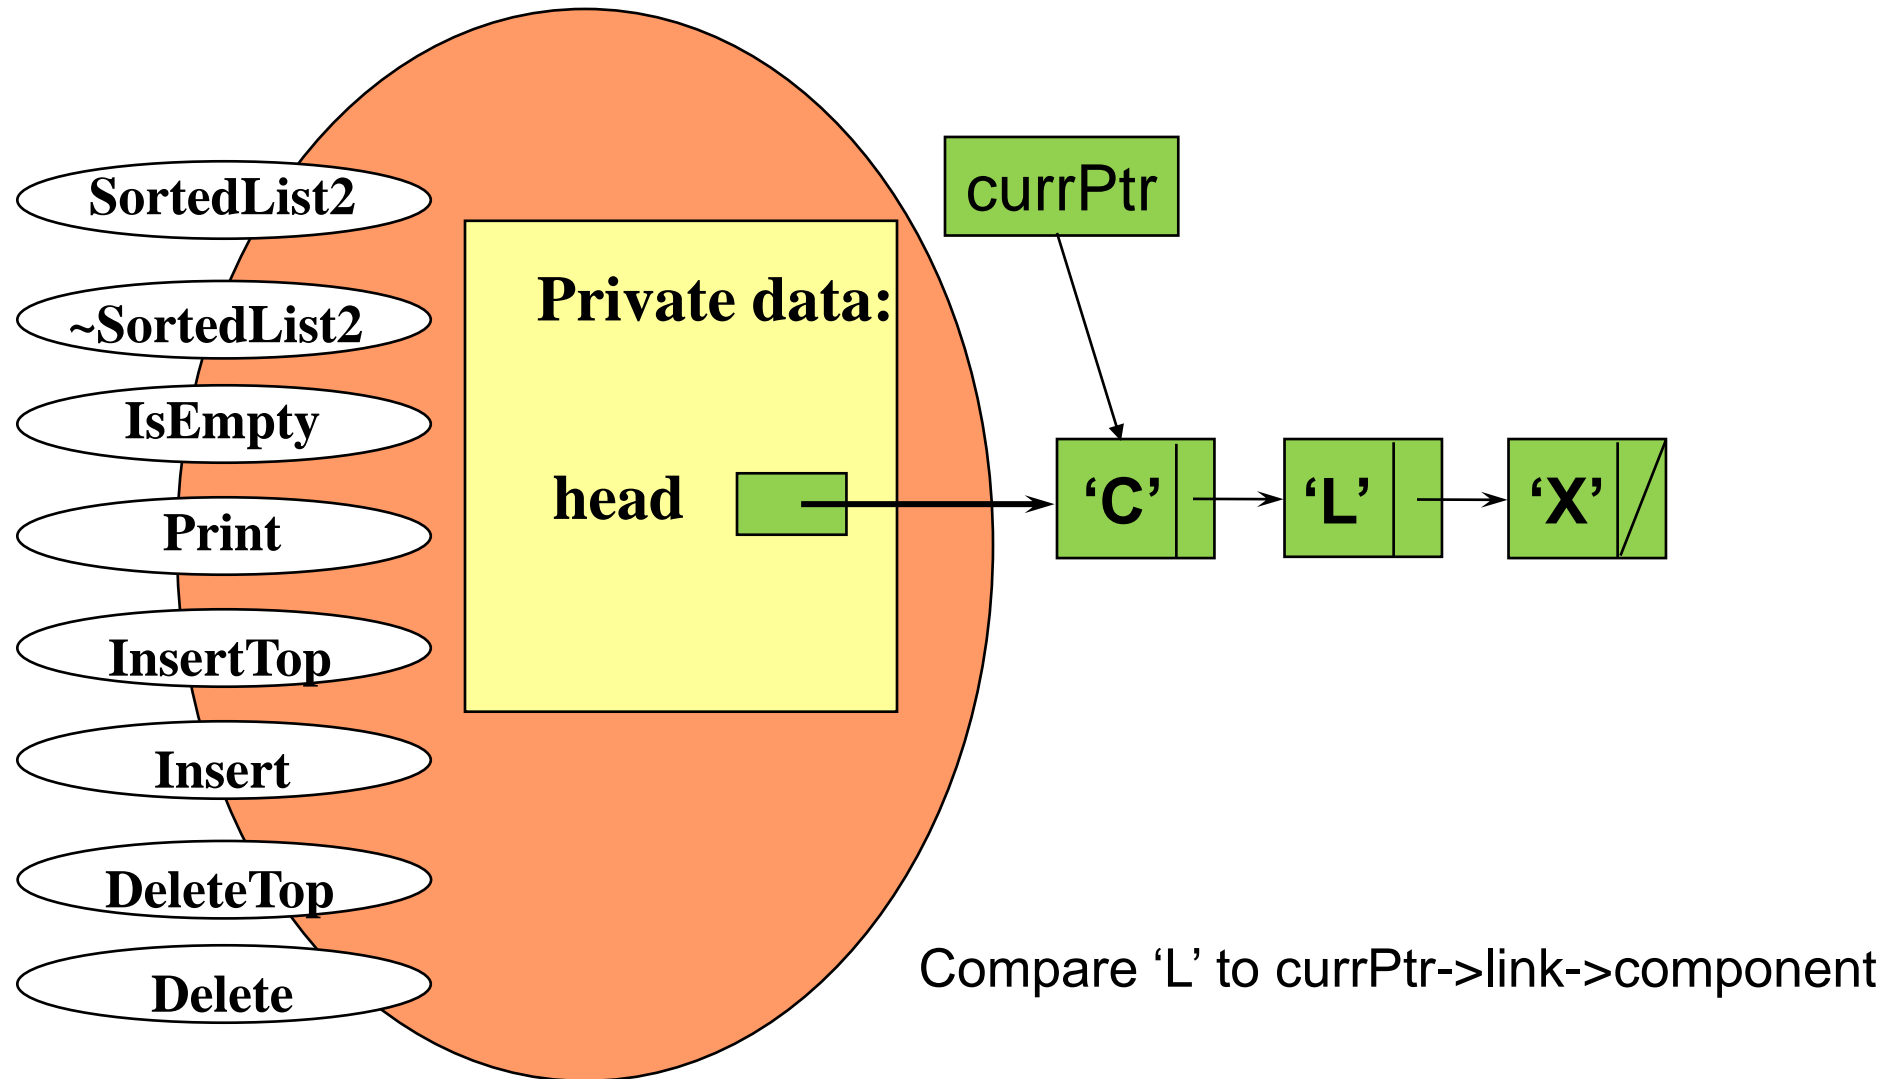 SortedList2
~SortedList2
IsEmpty
Print
InsertTop
Insert
DeleteTop
Delete
Private data:
head
currPtr
‘C’
‘L’
‘X’
Compare ‘L’ to currPtr->link->component